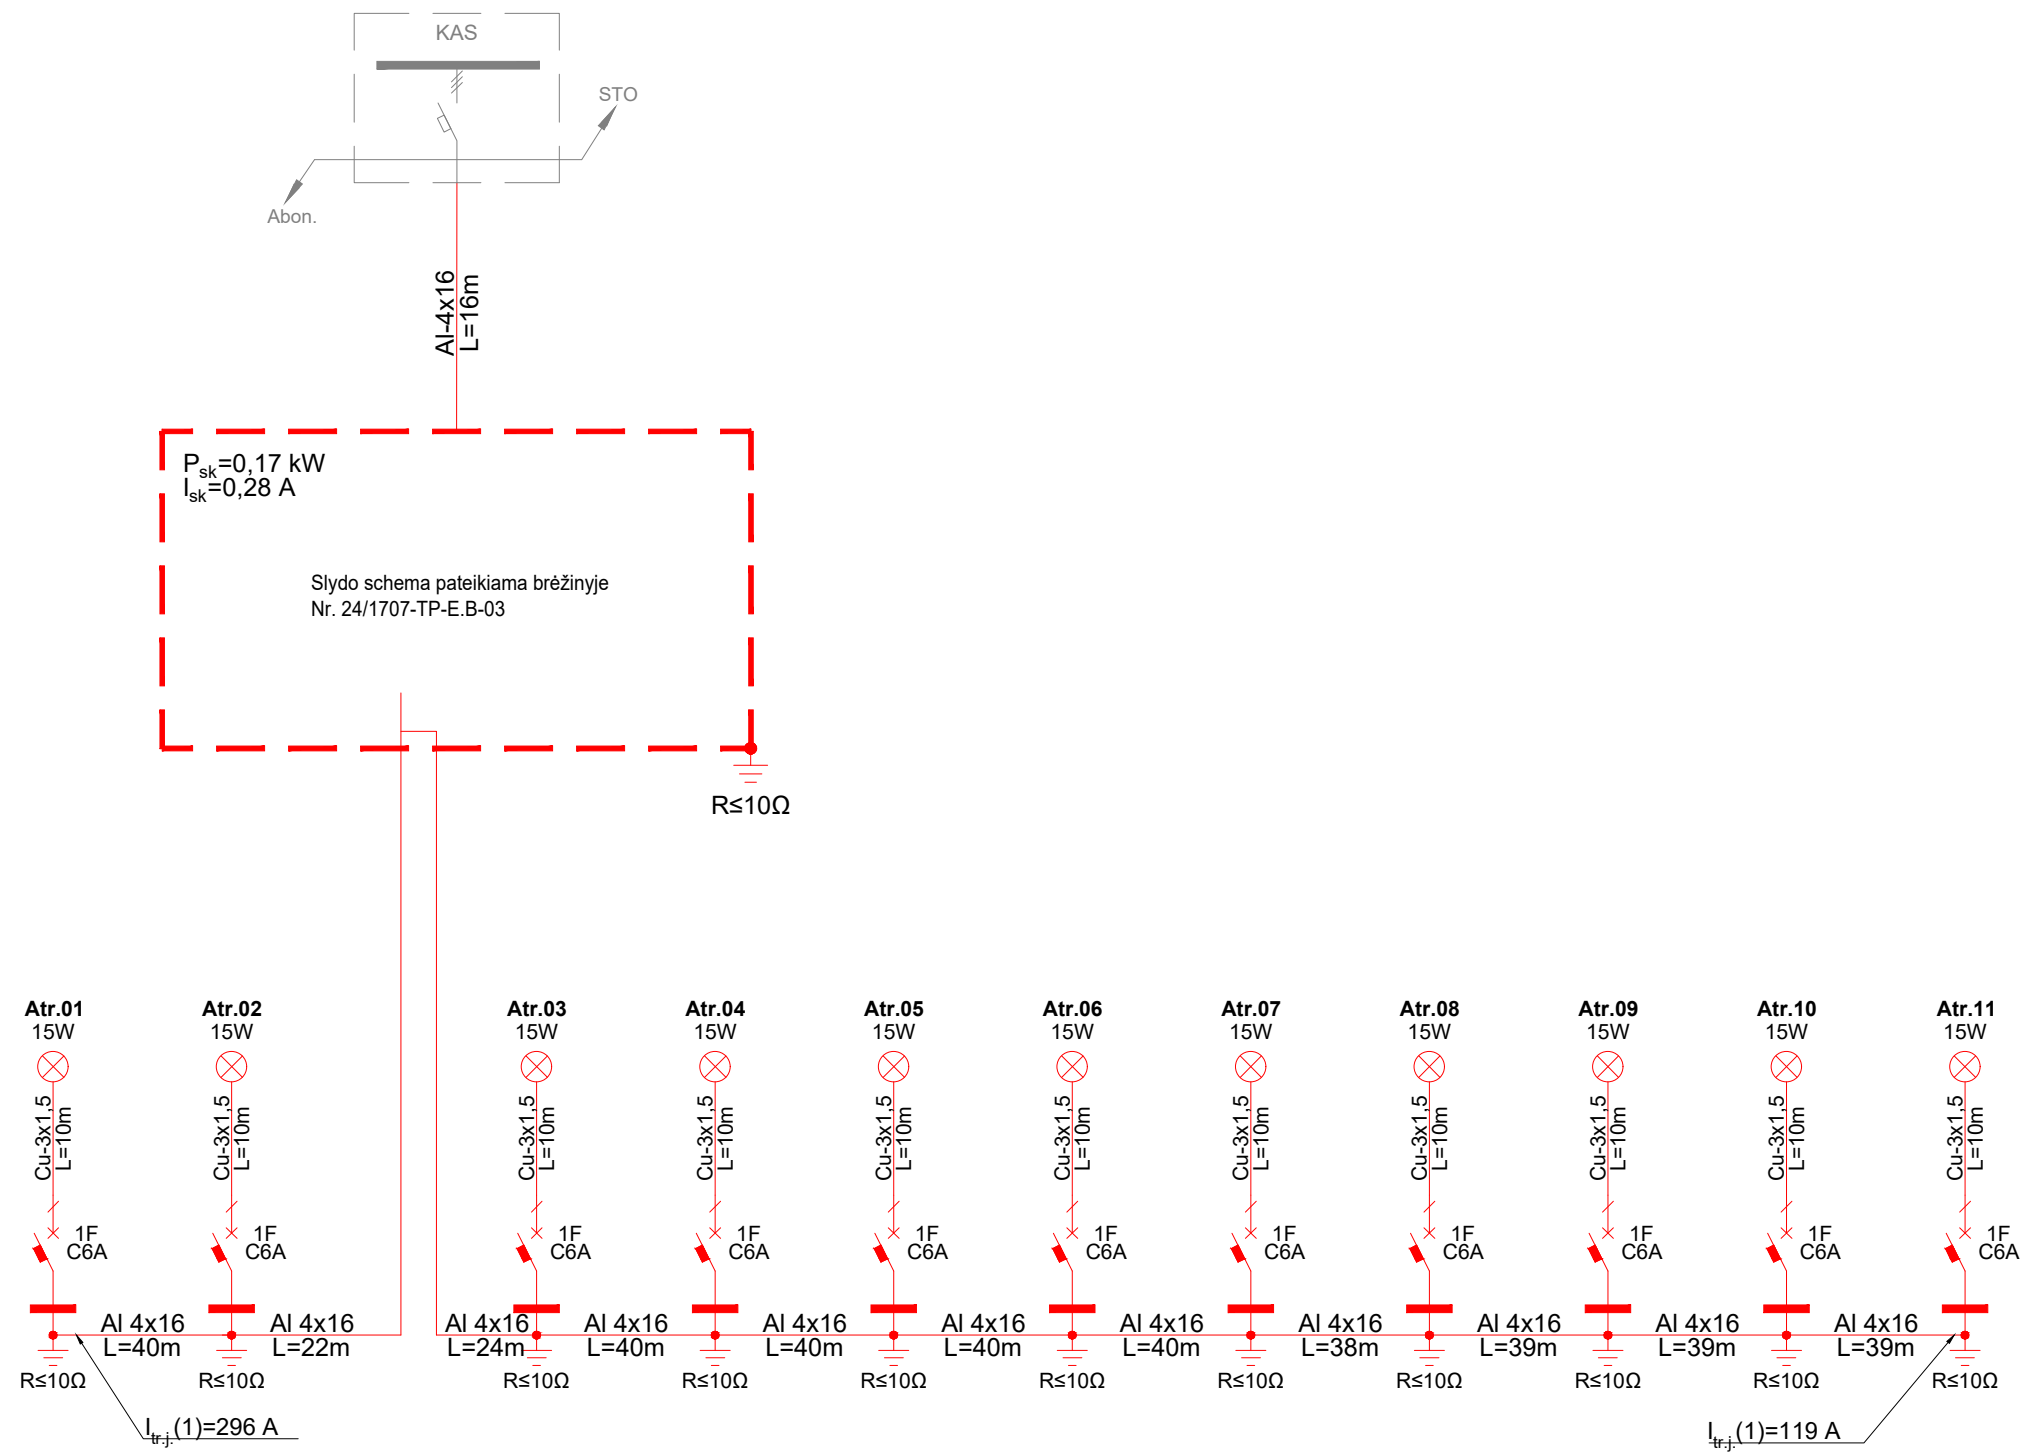 KAS
STO
Abon.
Al-4x16
L=16m
P_sk=0,17 kW
I_sk=0,28 A
Slydo schema pateikiama brėžinyje
Nr. 24/1707-TP-E.B-03
R≤10Ω
Atr.01 Atr.02 Atr.03 Atr.04 Atr.05 Atr.06 Atr.07 Atr.08 Atr.09 Atr.10 Atr.11
15W 15W 15W 15W 15W 15W 15W 15W 15W 15W 15W
Cu-3x1,5 Cu-3x1,5 Cu-3x1,5 Cu-3x1,5 Cu-3x1,5 Cu-3x1,5 Cu-3x1,5 Cu-3x1,5 Cu-3x1,5 Cu-3x1,5 Cu-3x1,5
L=10m L=10m L=10m L=10m L=10m L=10m L=10m L=10m L=10m L=10m L=10m
1F 1F 1F 1F 1F 1F 1F 1F 1F 1F 1F
C6A C6A C6A C6A C6A C6A C6A C6A C6A C6A C6A
Al 4x16 Al 4x16 Al 4x16 Al 4x16 Al 4x16 Al 4x16 Al 4x16 Al 4x16 Al 4x16 Al 4x16 Al 4x16
L=40m L=22m L=24m L=40m L=40m L=40m L=40m L=38m L=39m L=39m L=39m
R≤10Ω R≤10Ω R≤10Ω R≤10Ω R≤10Ω R≤10Ω R≤10Ω R≤10Ω R≤10Ω R≤10Ω R≤10Ω
I_tr.j.(1)=296 A I_tr.j.(1)=119 A